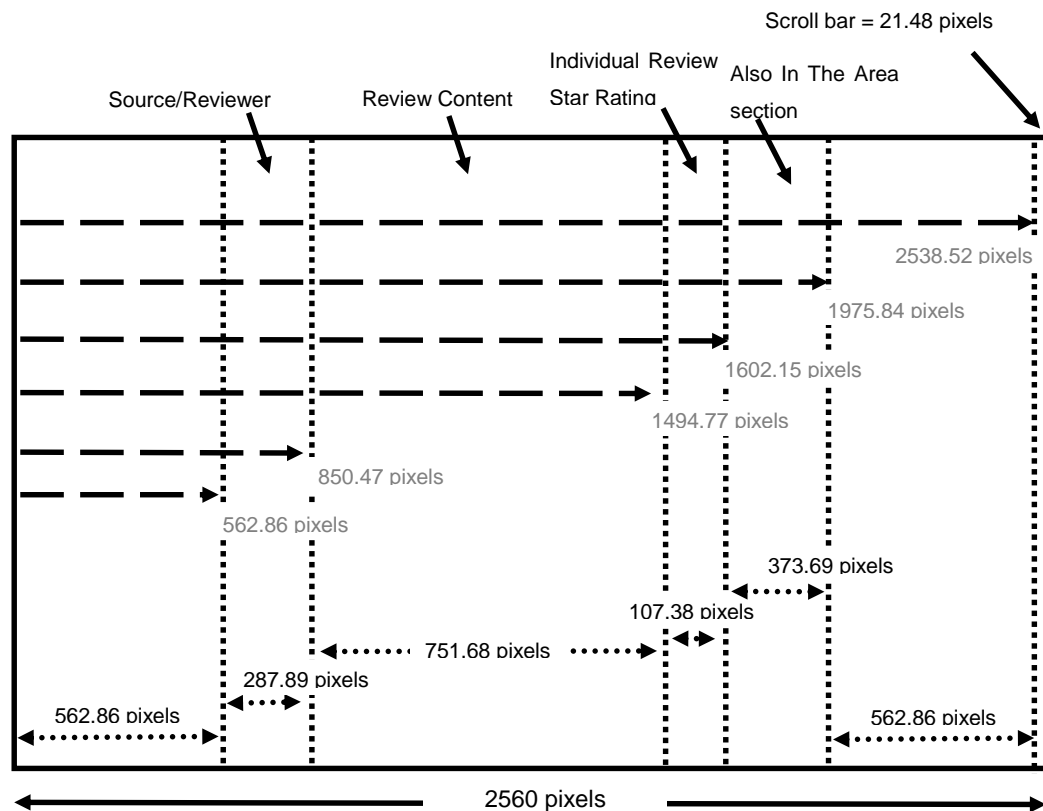 Scroll bar = 21.48 pixels
Individual Review
Star Rating
Also In The Area
section
Source/Reviewer
Review Content
2538.52 pixels
1975.84 pixels
1602.15 pixels
1494.77 pixels
850.47 pixels
562.86 pixels
373.69 pixels
107.38 pixels
751.68 pixels
287.89 pixels
562.86 pixels
562.86 pixels
2560 pixels